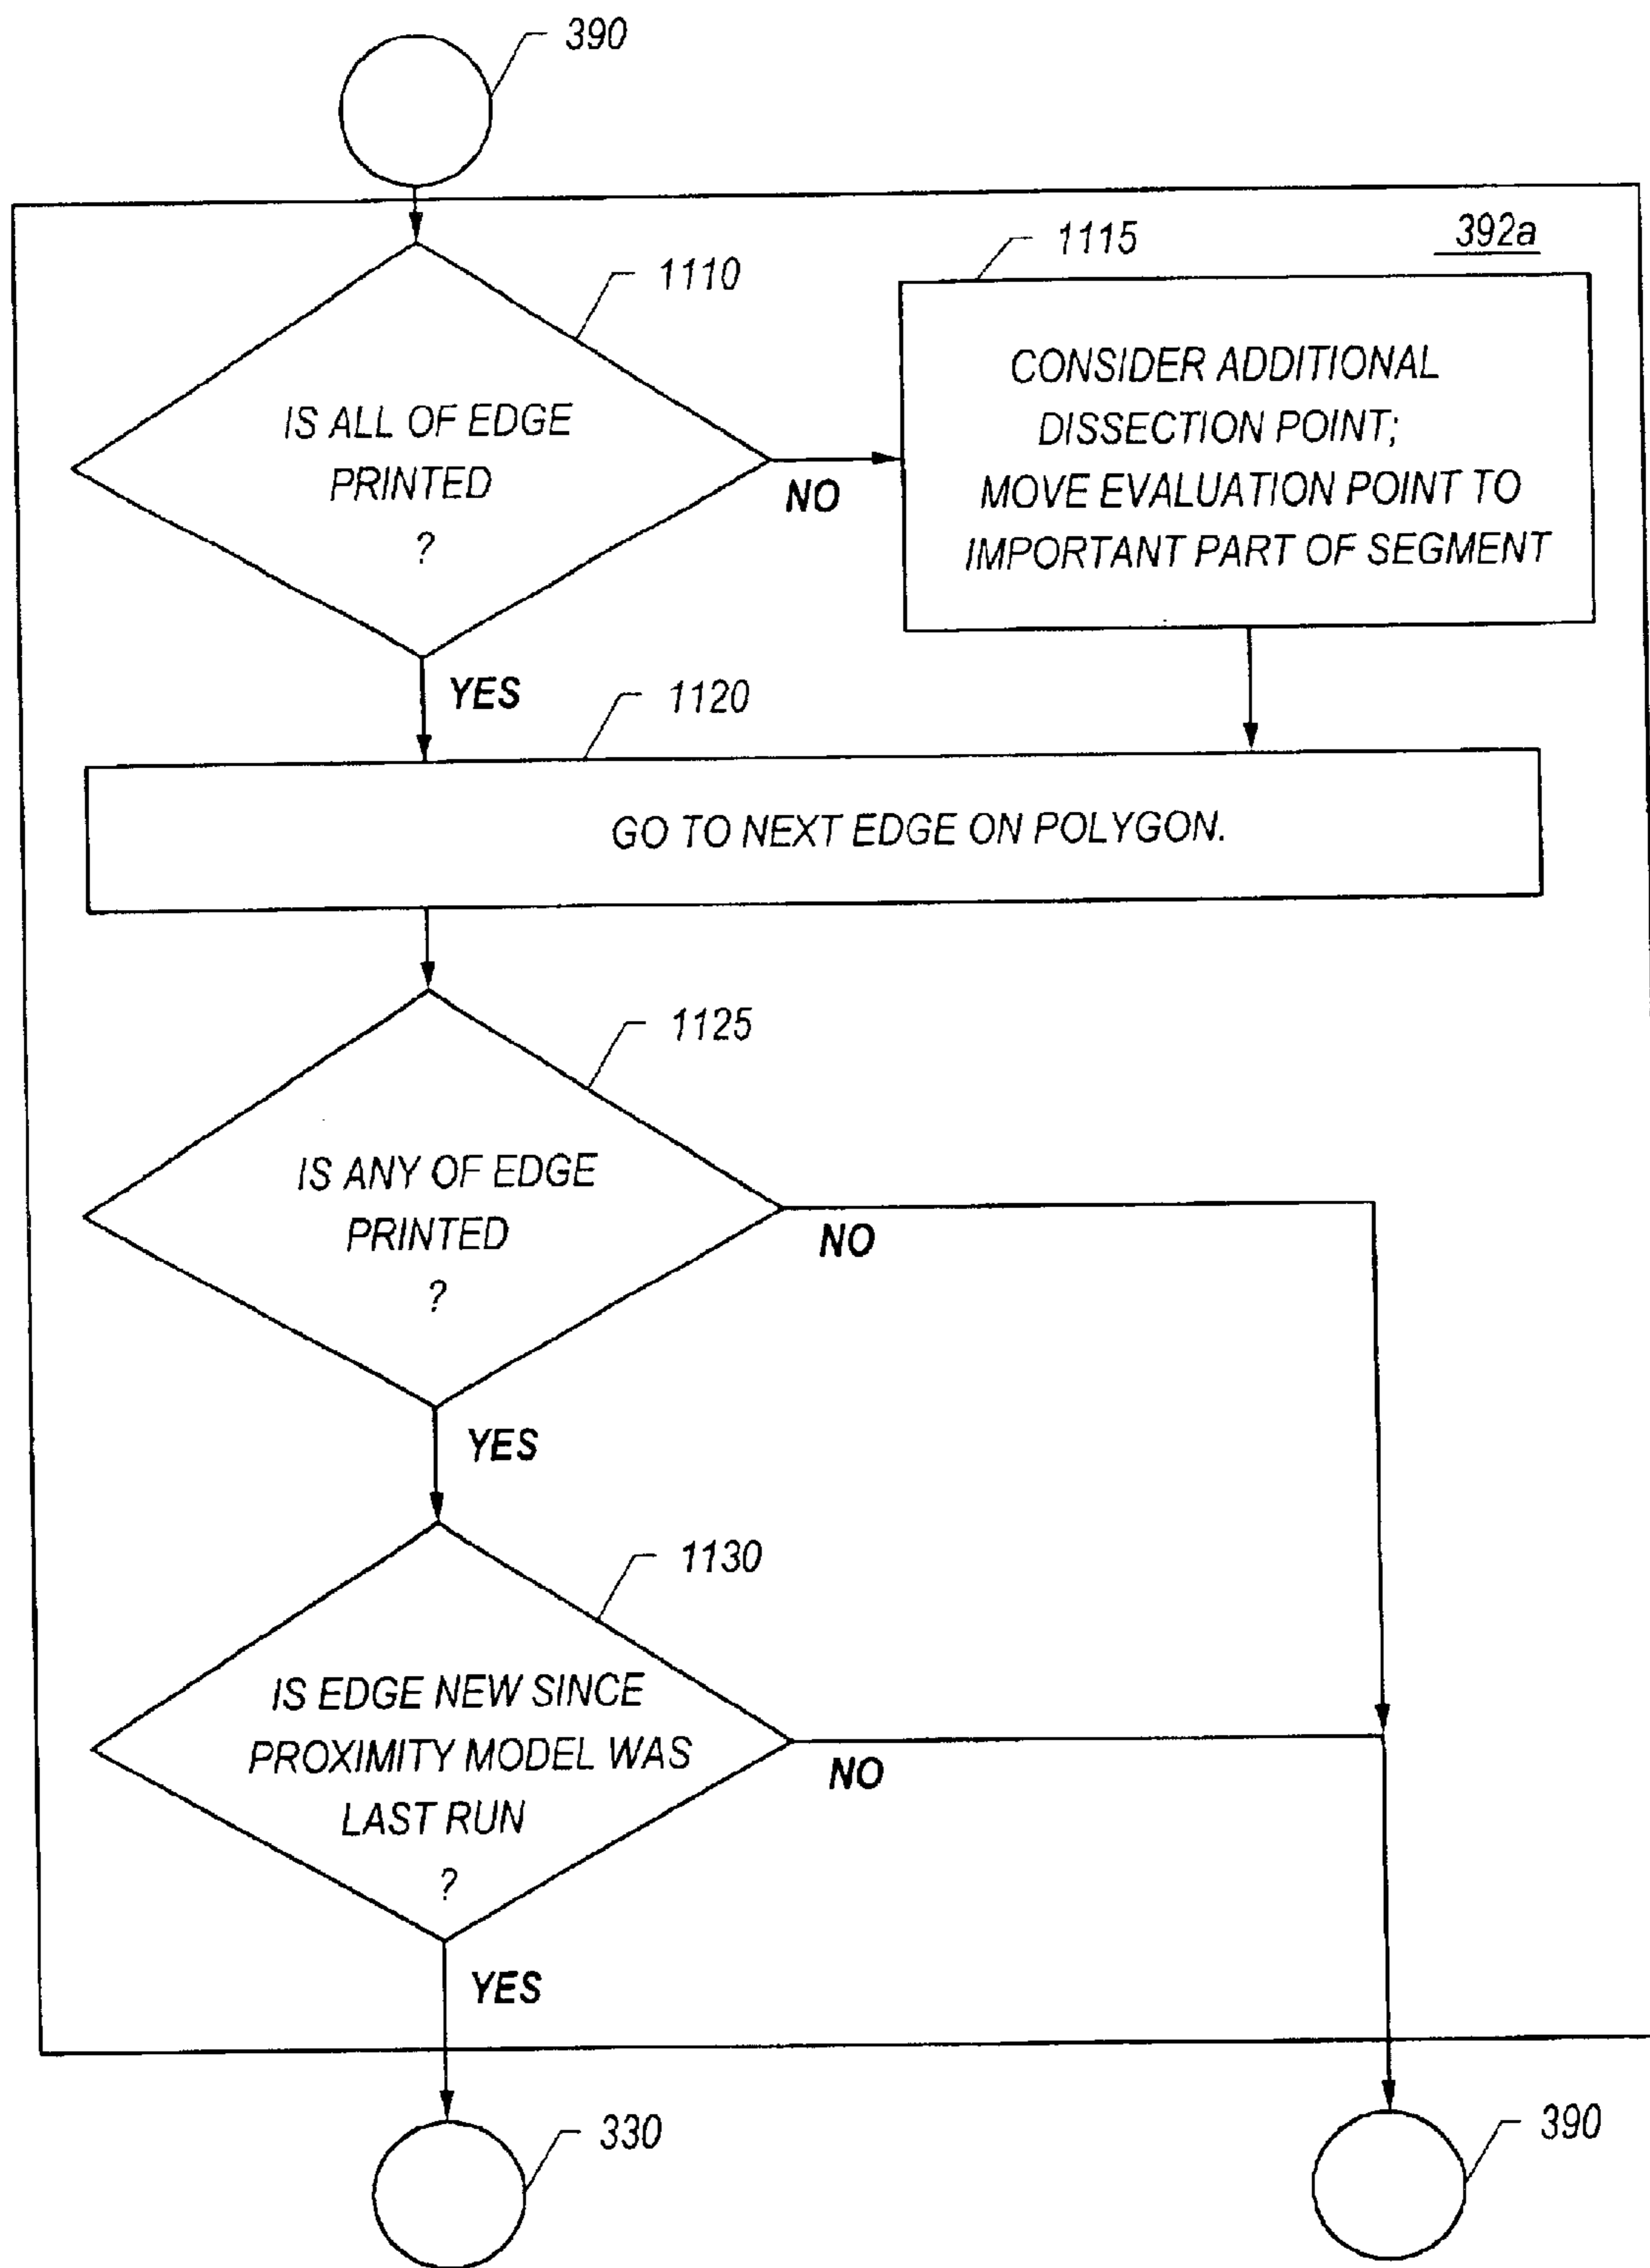 390
392a
1115
1110
CONSIDER ADDITIONAL
DISSECTION POINT;
MOVE EVALUATION POINT TO
IMPORTANT PART OF SEGMENT
IS ALL OF EDGE
PRINTED
?
NO
YES
1120
GO TO NEXT EDGE ON POLYGON.
1125
IS ANY OF EDGE
PRINTED
?
NO
YES
1130
IS EDGE NEW SINCE
PROXIMITY MODEL WAS
LAST RUN
?
NO
YES
330
390